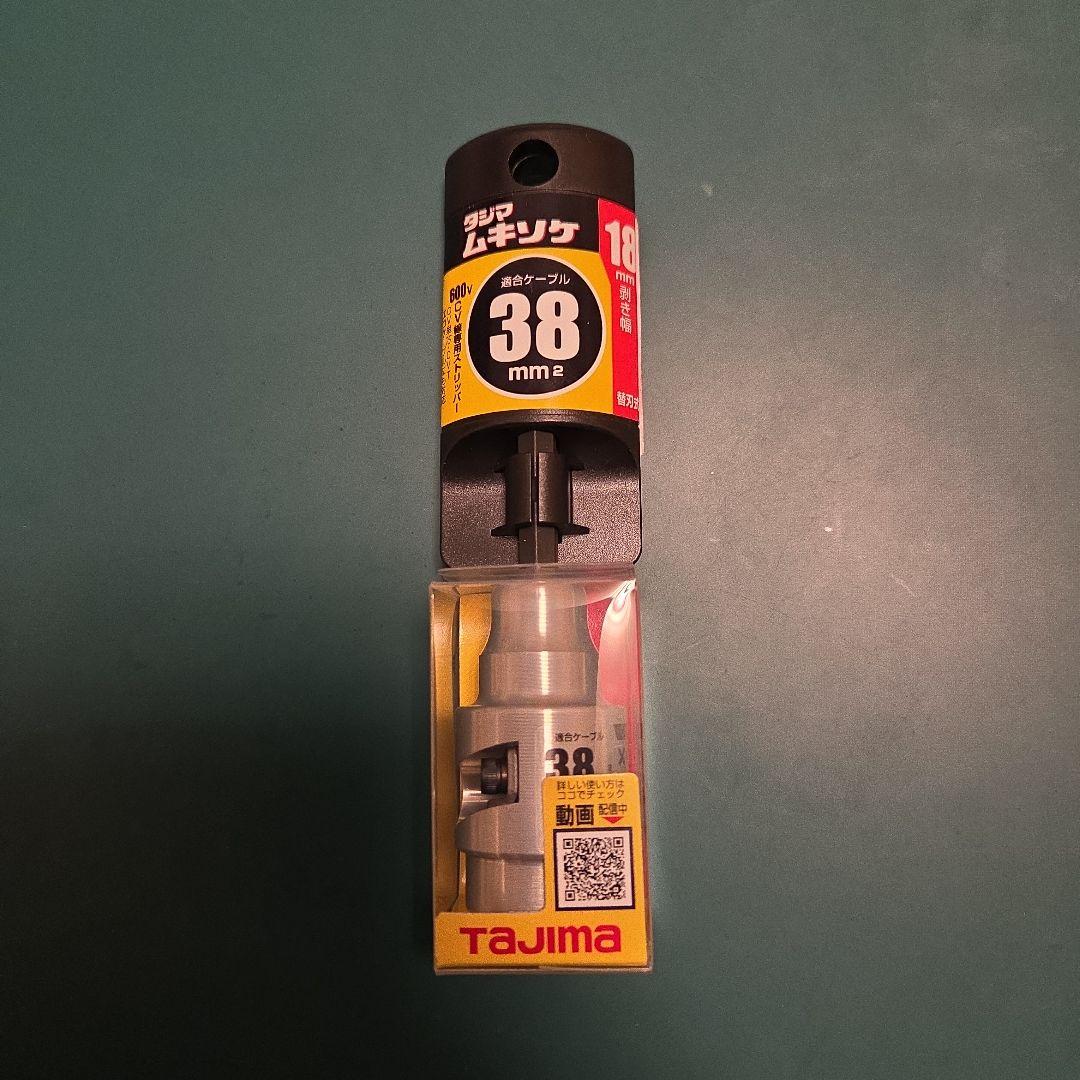 タジマ
ムキソケ
18
mm
剥き幅
替刃式
600V
CV線専用ストリッパー
適合ケーブル
38
mm2
適合ケーブル
38
詳しい使い方は
ココでチェック
動画 配信中
TAJIMA